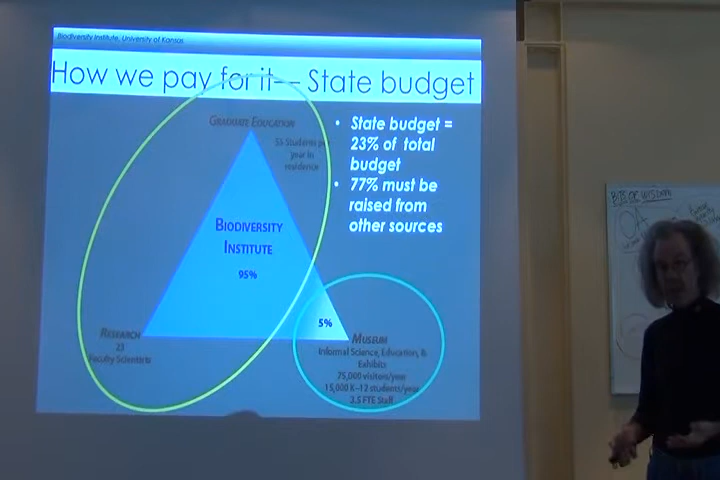 Biodiversity Institute, University of Kansas
How we pay for it— State budget
GRADUATE EDUCATION
55 Students per
year in
residence
• State budget =
23% of total
budget
• 77% must be
raised from
other sources
BIODIVERSITY
INSTITUTE
95%
5%
RESEARCH
23
Faculty Scientists
MUSEUM
Informal Science, Education, &
Exhibits
75,000 visitors/year
15,000 K-12 students/year
3.5 FTE Staff
BITS OF WISDOM